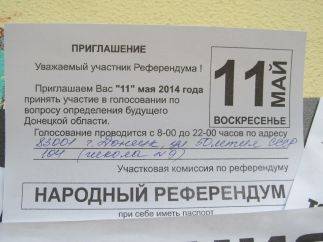 ПРИГЛАШЕНИЕ
Уважаемый участник Референдума !
Приглашаем Вас "11" мая 2014 года
принять участие в голосовании по
вопросу определения будущего
Донецкой области.
11
МАЙ
ВОСКРЕСЕНЬЕ
Голосование проводится с 8-00 до 22-00 часов по адресу
83001 г. Донецк, ул 50летия СССР
104 (школа №9)
Участковая комиссия по референдуму
НАРОДНЫЙ РЕФЕРЕНДУМ
при себе иметь паспорт